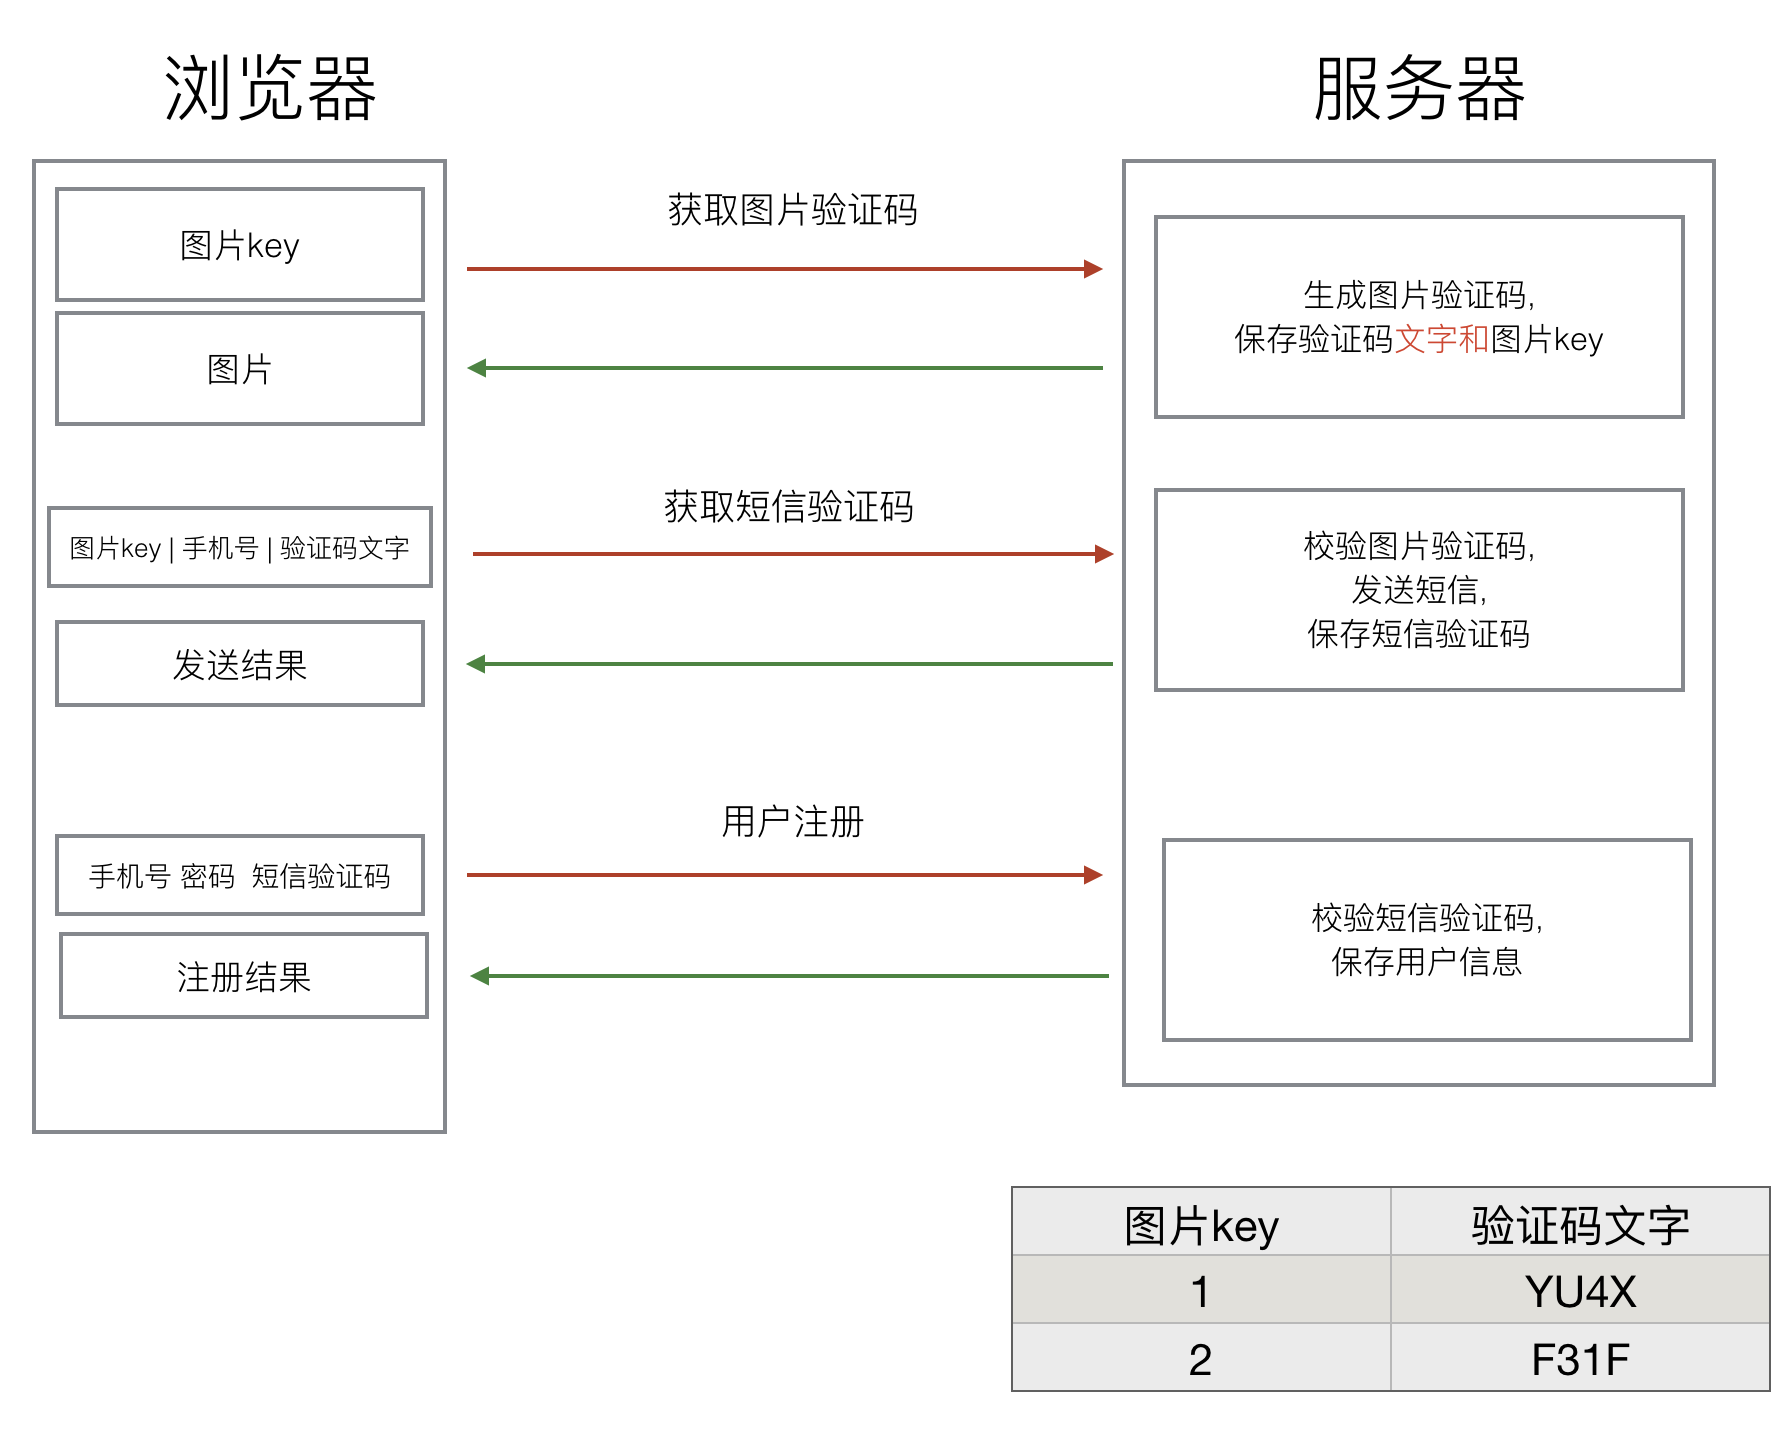 浏览器
服务器
图片key
图片
获取图片验证码
生成图片验证码,
保存验证码文字和图片key
图片key | 手机号 | 验证码文字
发送结果
获取短信验证码
校验图片验证码,
发送短信,
保存短信验证码
手机号 密码 短信验证码
注册结果
用户注册
校验短信验证码,
保存用户信息
图片key 验证码文字
1 YU4X
2 F31F